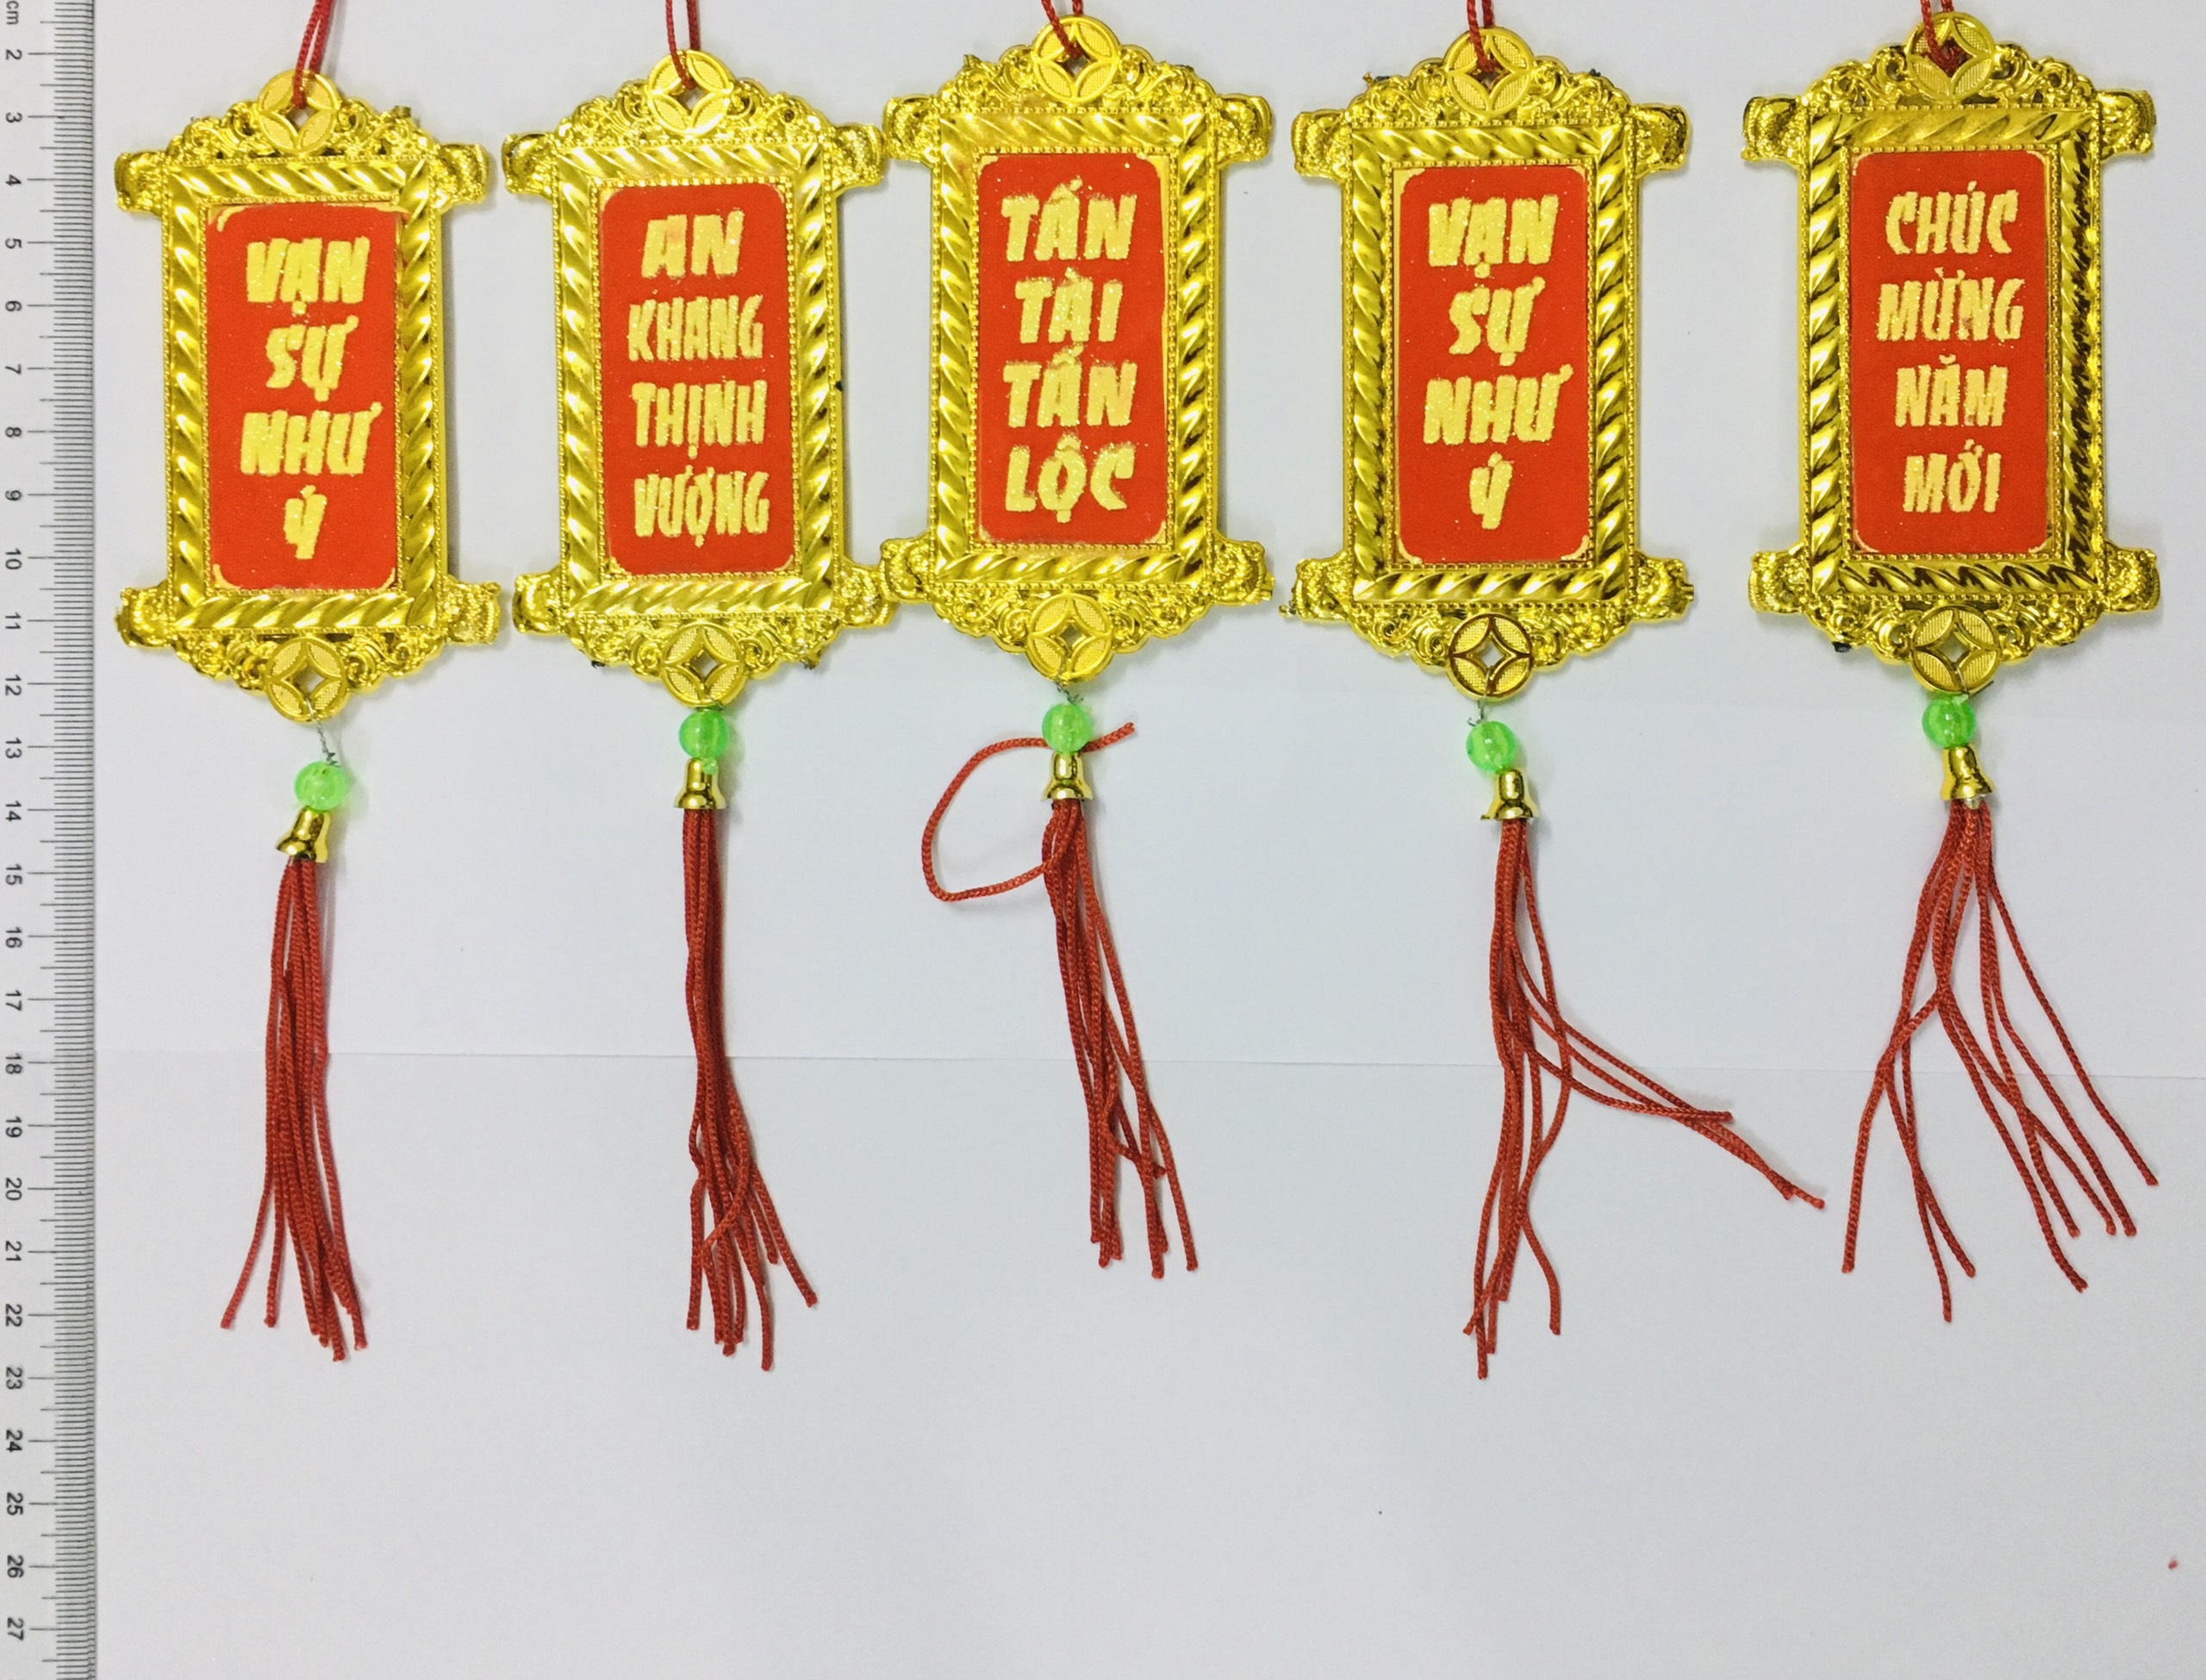 cm
2
3
4
5
6
7
8
9
10
11
12
13
14
15
16
17
18
19
20
21
22
23
24
25
26
27
VẠN
SỰ
NHƯ
Ý
AN
KHANG
THỊNH
VƯỢNG
TẤN
TÀI
TẤN
LỘC
VẠN
SỰ
NHƯ
Ý
CHÚC
MỪNG
NĂM
MỚI